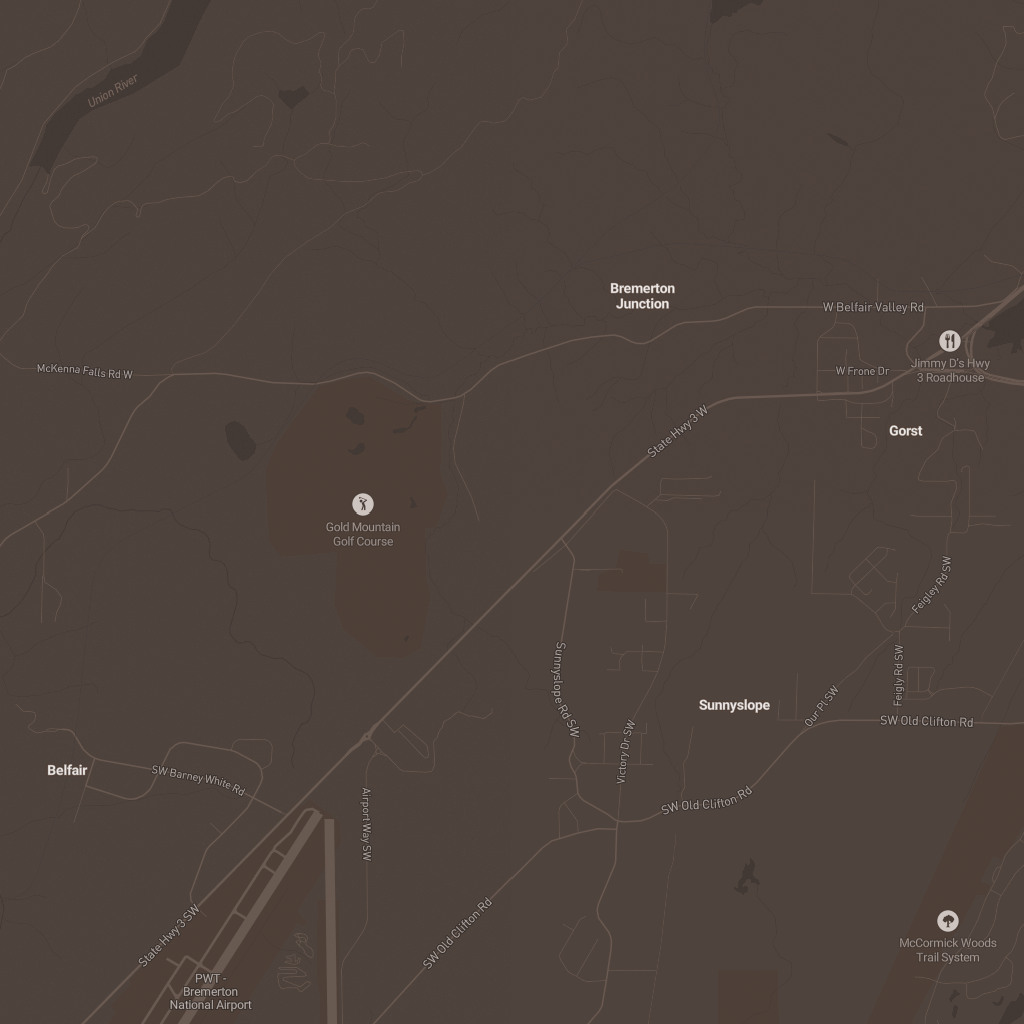 Union River
Bremerton
Junction
W Belfair Valley Rd
Jimmy D's Hwy
3 Roadhouse
McKenna Falls Rd W
W Frone Dr
State Hwy 3 W
Gorst
Gold Mountain
Golf Course
Feigley Rd SW
Sunnyslope Rd SW
Feigly Rd SW
Sunnyslope
Our Pl SW
SW Old Clifton Rd
Victory Dr SW
Belfair
SW Barney White Rd
SW Old Clifton Rd
Airport Way SW
State Hwy 3 SW
SW Old Clifton Rd
McCormick Woods
Trail System
PWT -
Bremerton
National Airport